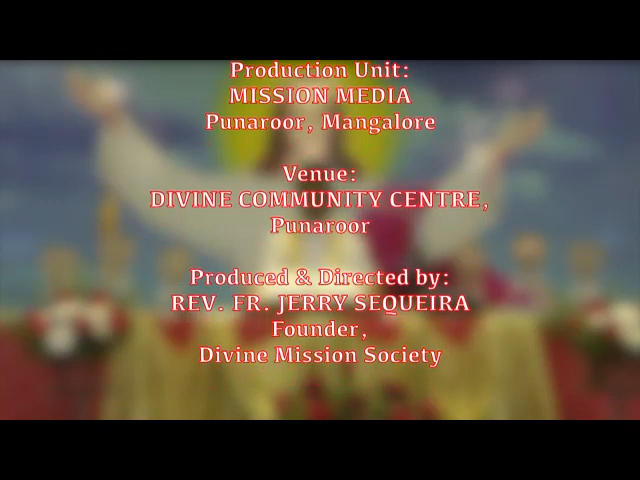 Production Unit:
MISSION MEDIA
Punaroor, Mangalore
Venue:
DIVINE COMMUNITY CENTRE,
Punaroor
Produced & Directed by:
REV. FR. JERRY SEQUEIRA
Founder,
Divine Mission Society